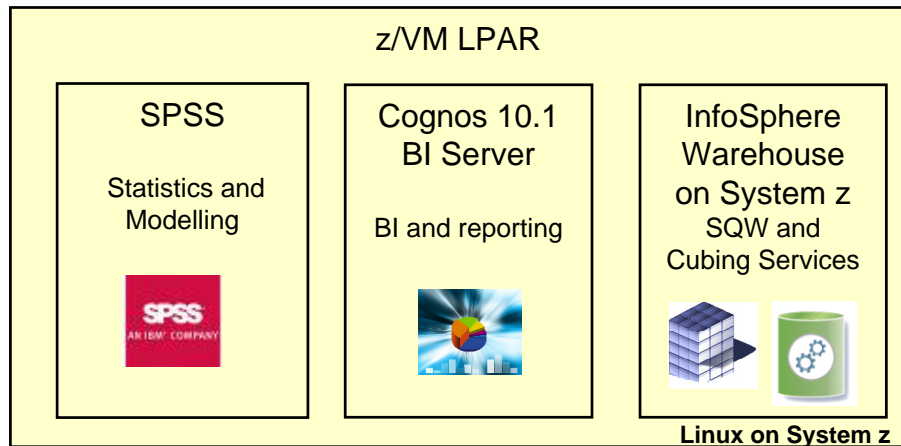 z/VM LPAR
SPSS
Statistics and
Modelling
SPSS
AN IBM COMPANY
Cognos 10.1
BI Server
BI and reporting
InfoSphere
Warehouse
on System z
SQW and
Cubing Services
Linux on System z